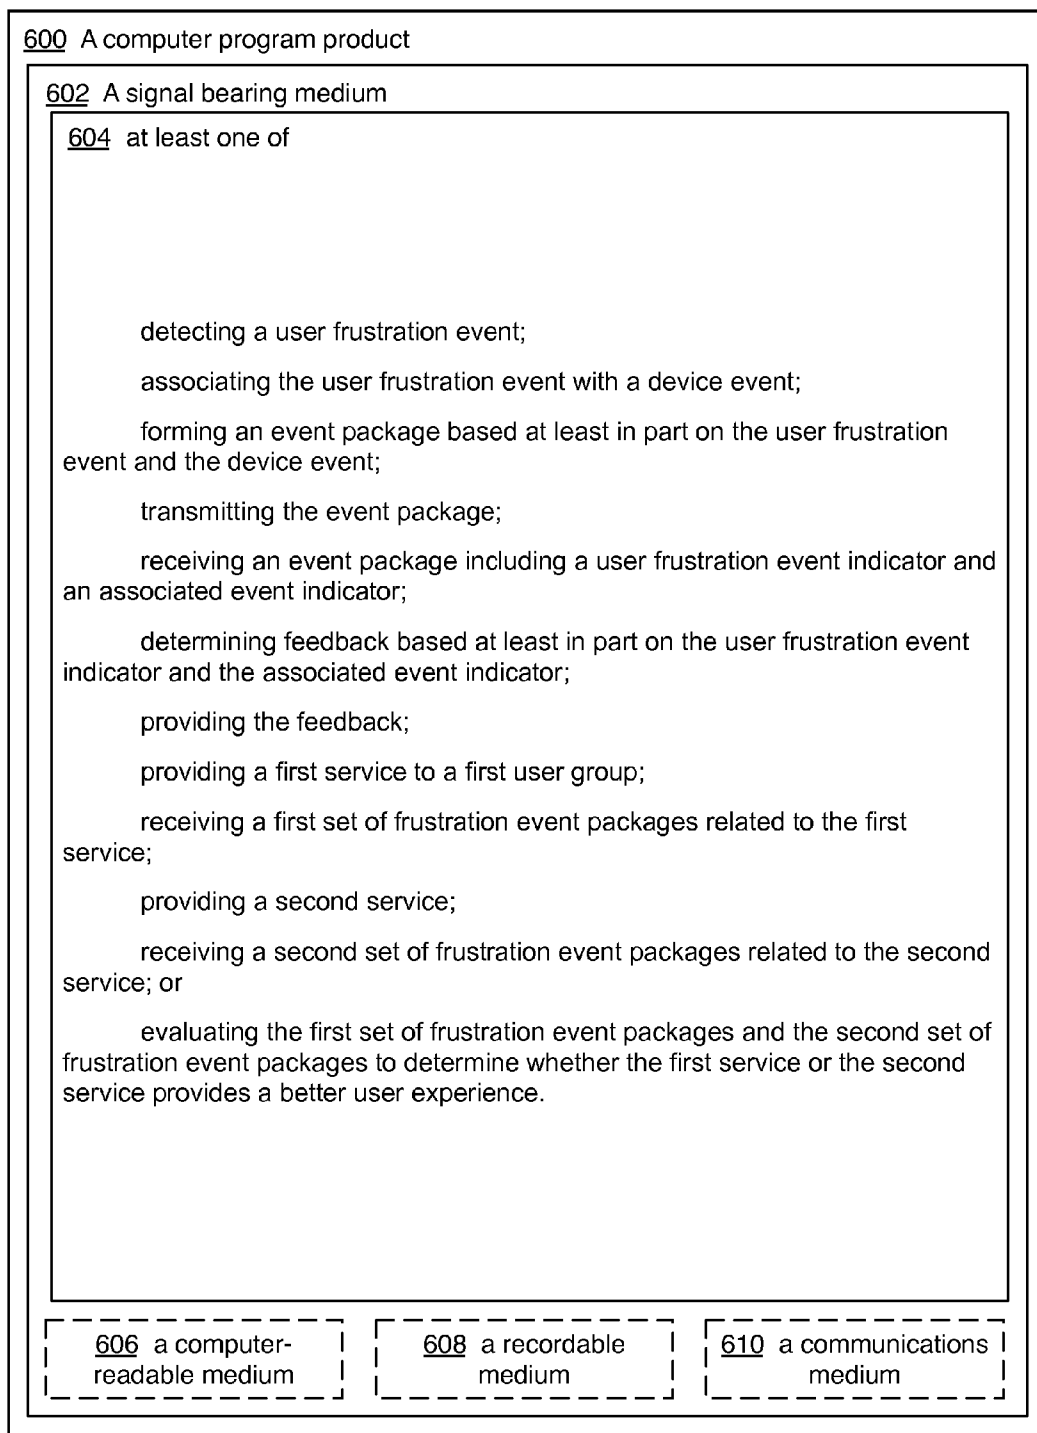 600 A computer program product
602 A signal bearing medium
604 at least one of
detecting a user frustration event;
associating the user frustration event with a device event;
forming an event package based at least in part on the user frustration
event and the device event;
transmitting the event package;
receiving an event package including a user frustration event indicator and
an associated event indicator;
determining feedback based at least in part on the user frustration event
indicator and the associated event indicator;
providing the feedback;
providing a first service to a first user group;
receiving a first set of frustration event packages related to the first
service;
providing a second service;
receiving a second set of frustration event packages related to the second
service; or
evaluating the first set of frustration event packages and the second set of
frustration event packages to determine whether the first service or the second
service provides a better user experience.
606 a computer-
readable medium
608 a recordable
medium
610 a communications
medium